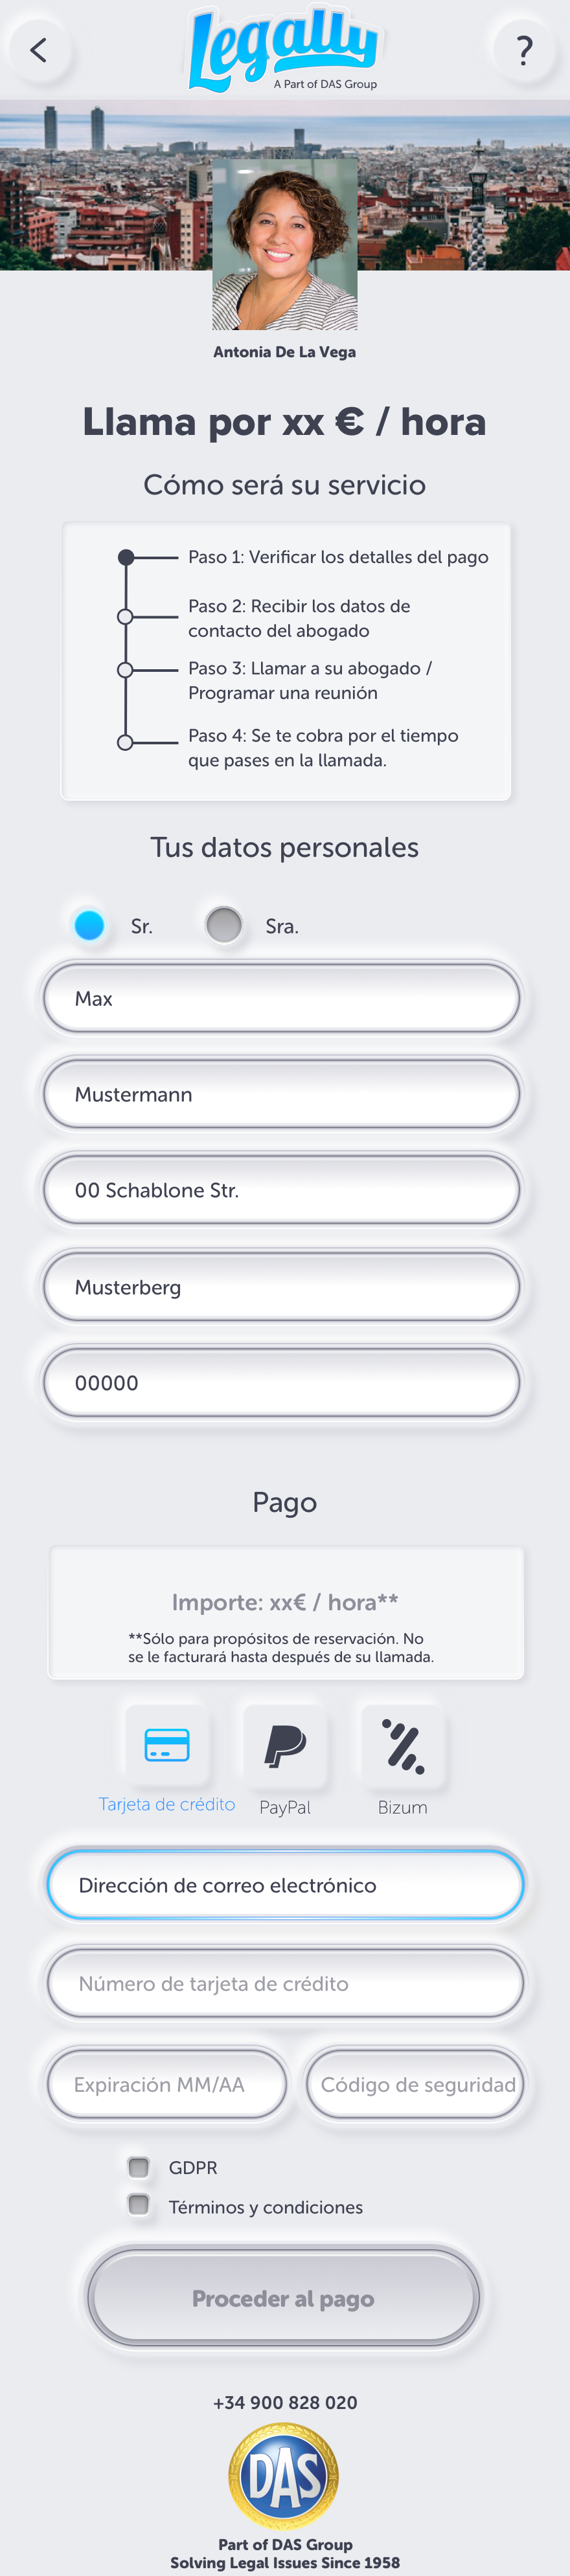 Legally
A Part of DAS Group
?
Antonia De La Vega
Llama por xx € / hora
Cómo será su servicio
Paso 1: Verificar los detalles del pago
Paso 2: Recibir los datos de
contacto del abogado
Paso 3: Llamar a su abogado /
Programar una reunión
Paso 4: Se te cobra por el tiempo
que pases en la llamada.
Tus datos personales
Sr. Sra.
Max
Mustermann
00 Schablone Str.
Musterberg
00000
Pago
Importe: xx€ / hora**
**Sólo para propósitos de reservación. No
se le facturará hasta después de su llamada.
Tarjeta de crédito PayPal Bizum
Dirección de correo electrónico
Número de tarjeta de crédito
Expiración MM/AA Código de seguridad
GDPR
Términos y condiciones
Proceder al pago
+34 900 828 020
DAS
Part of DAS Group
Solving Legal Issues Since 1958